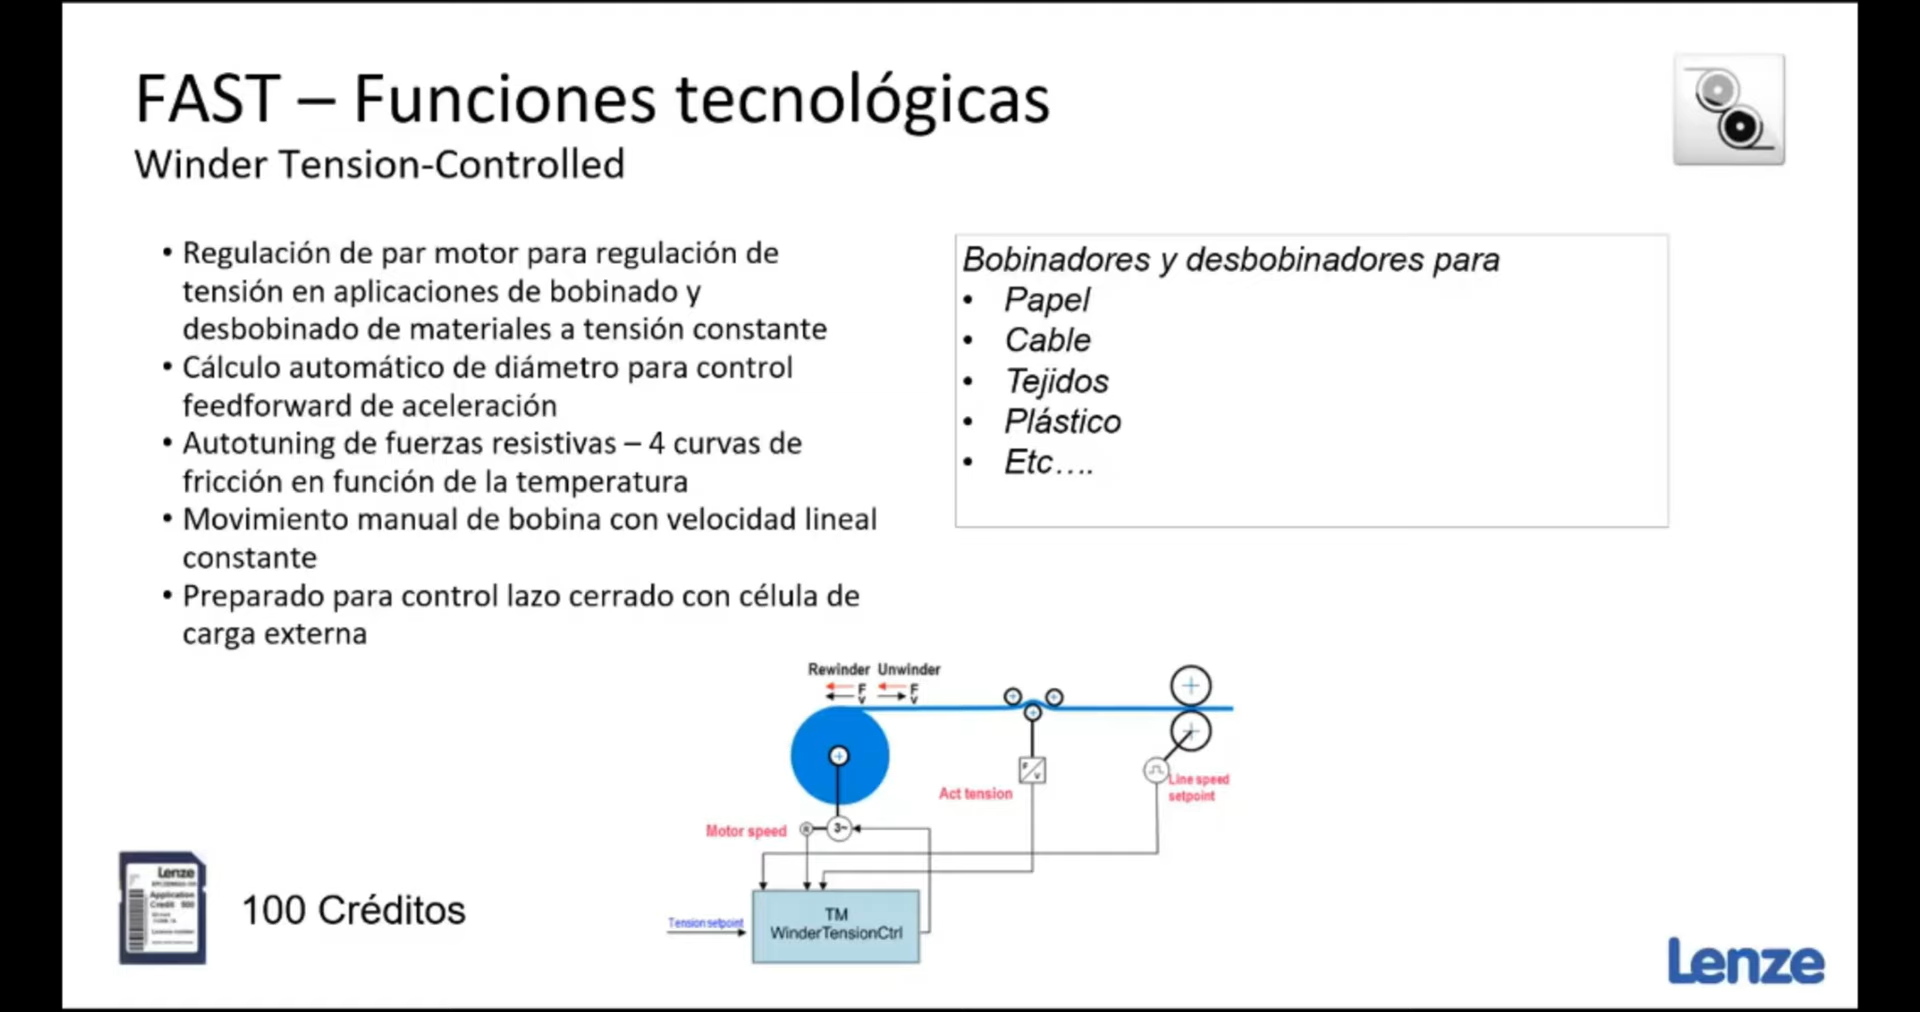 FAST – Funciones tecnológicas
Winder Tension-Controlled
• Regulación de par motor para regulación de
tensión en aplicaciones de bobinado y
desbobinado de materiales a tensión constante
• Cálculo automático de diámetro para control
feedforward de aceleración
• Autotuning de fuerzas resistivas – 4 curvas de
fricción en función de la temperatura
• Movimiento manual de bobina con velocidad lineal
constante
• Preparado para control lazo cerrado con célula de
carga externa
Bobinadores y desbobinadores para
• Papel
• Cable
• Tejidos
• Plástico
• Etc….
Rewinder Unwinder
F F
v v
F
V
Act tension
Line speed
setpoint
Motor speed
R
3~
Tension setpoint
TM
WinderTensionCtrl
Lenze
Application
Credit 500
100 Créditos
Lenze